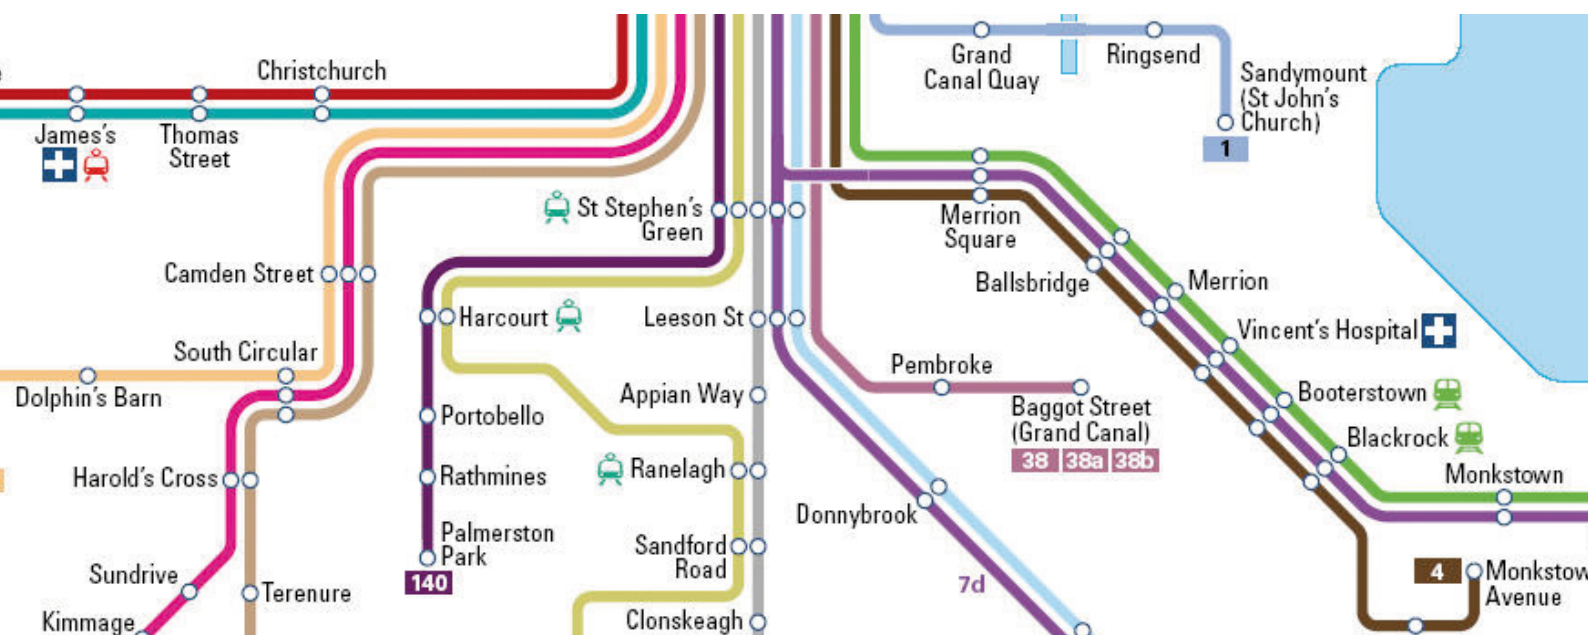 Christchurch
James's
Thomas
Street
Grand
Canal Quay
Ringsend
Sandymount
(St John's
Church)
1
St Stephen's
Green
Merrion
Square
Camden Street
Ballsbridge
Merrion
Harcourt
Leeson St
Vincent's Hospital
South Circular
Dolphin's Barn
Pembroke
Appian Way
Booterstown
Baggot Street
(Grand Canal)
38 38a 38b
Portobello
Blackrock
Harold's Cross
Rathmines
Ranelagh
Monkstown
Donnybrook
Palmerston
Park
140
Sandford
Road
Sundrive
Terenure
7d
4
Monkstow
Avenue
Kimmage
Clonskeagh